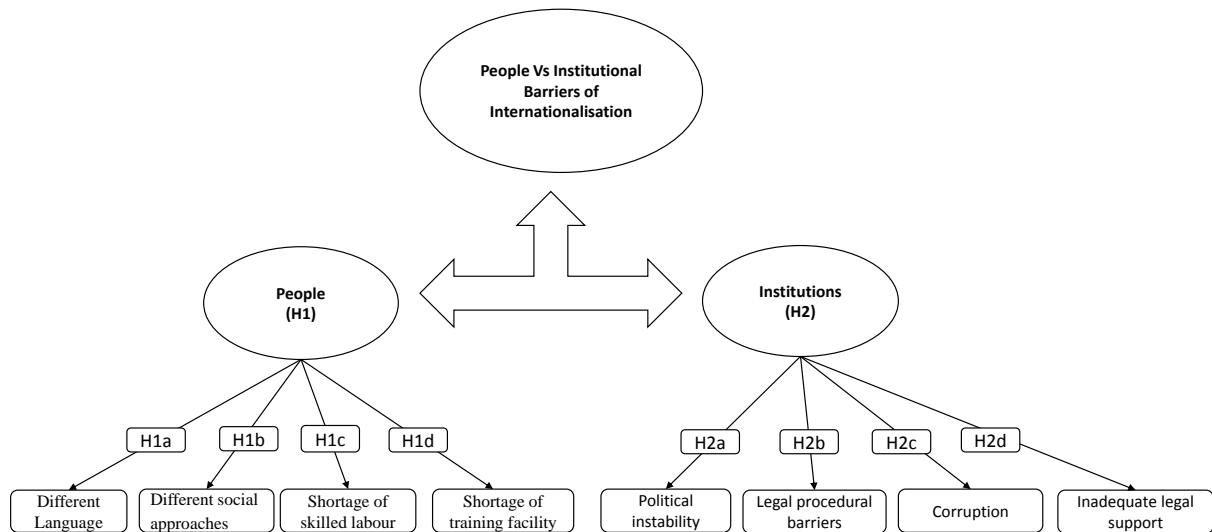 People Vs Institutional
Barriers of
Internationalisation
People
(H1)
Institutions
(H2)
H1a
H1b
H1c
H1d
H2a
H2b
H2c
H2d
Different
Language
Different social
approaches
Shortage of
skilled labour
Shortage of
training facility
Political
instability
Legal procedural
barriers
Corruption
Inadequate legal
support